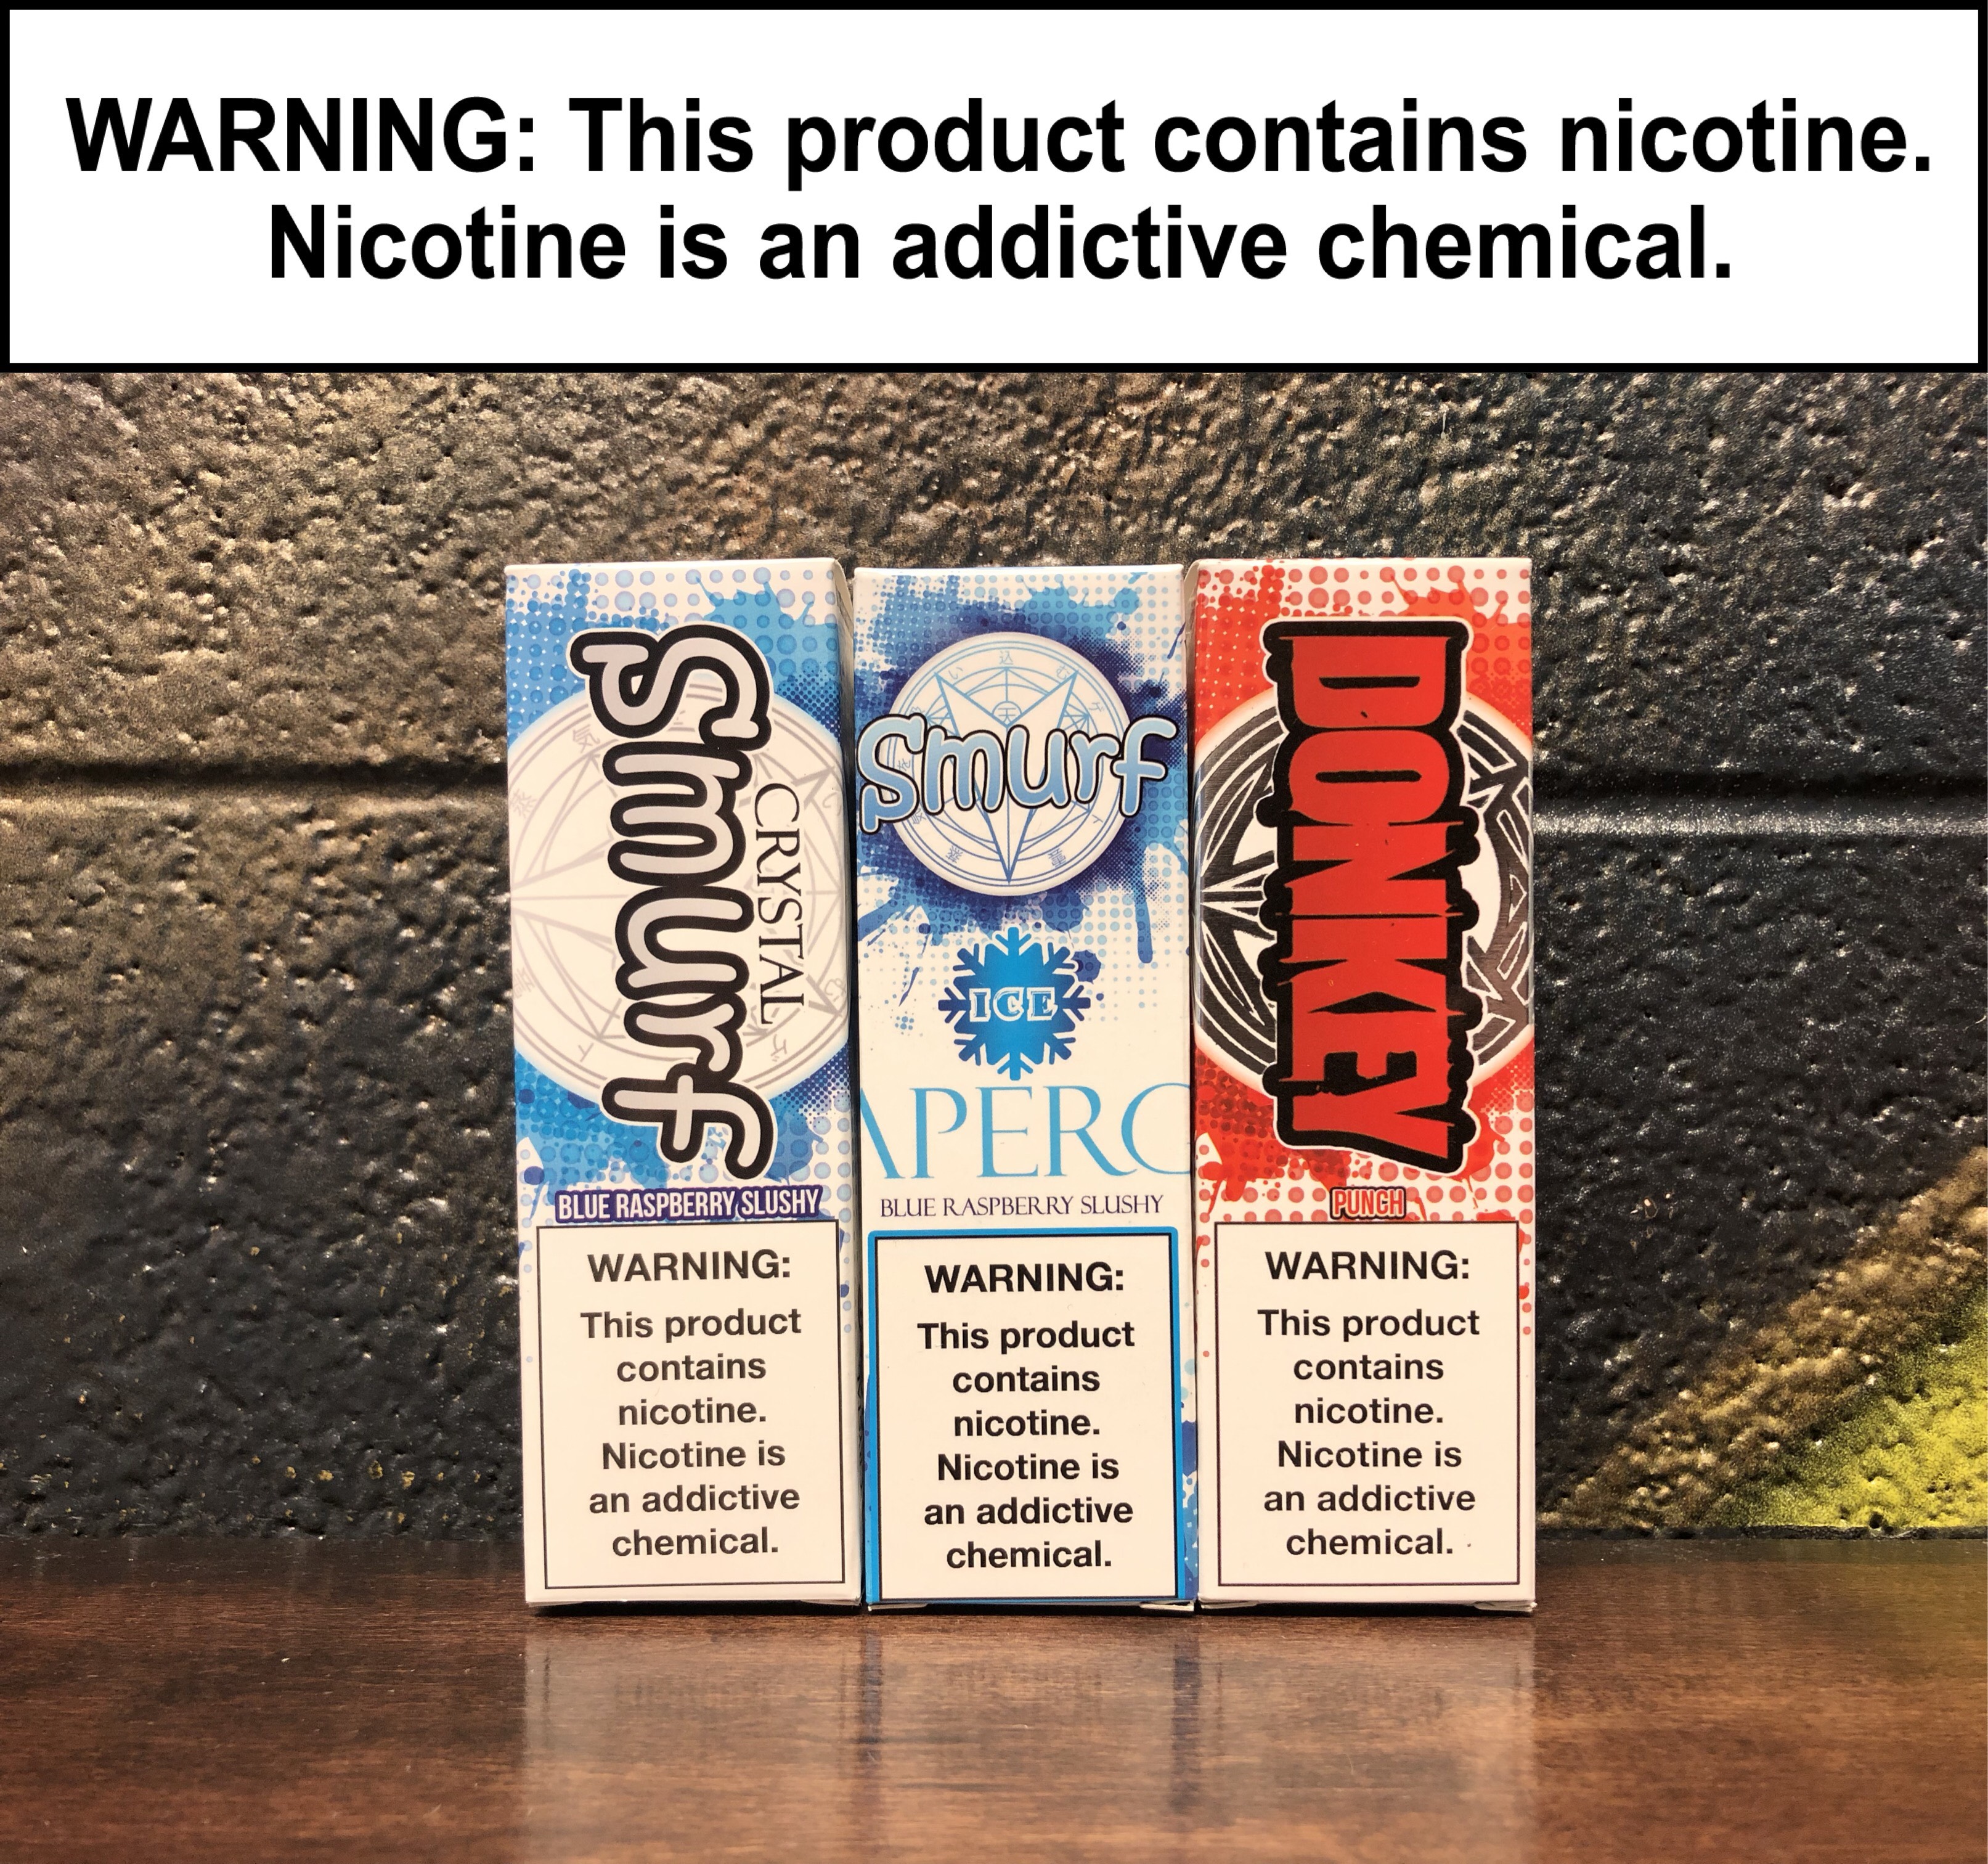 WARNING: This product contains nicotine.
Nicotine is an addictive chemical.
Smurf
CRYSTAL
BLUE RASPBERRY SLUSHY
WARNING:
This product
contains
nicotine.
Nicotine is
an addictive
chemical.
Smurf
ICE
APERO
BLUE RASPBERRY SLUSHY
WARNING:
This product
contains
nicotine.
Nicotine is
an addictive
chemical.
DONKEY
PUNCH
WARNING:
This product
contains
nicotine.
Nicotine is
an addictive
chemical.